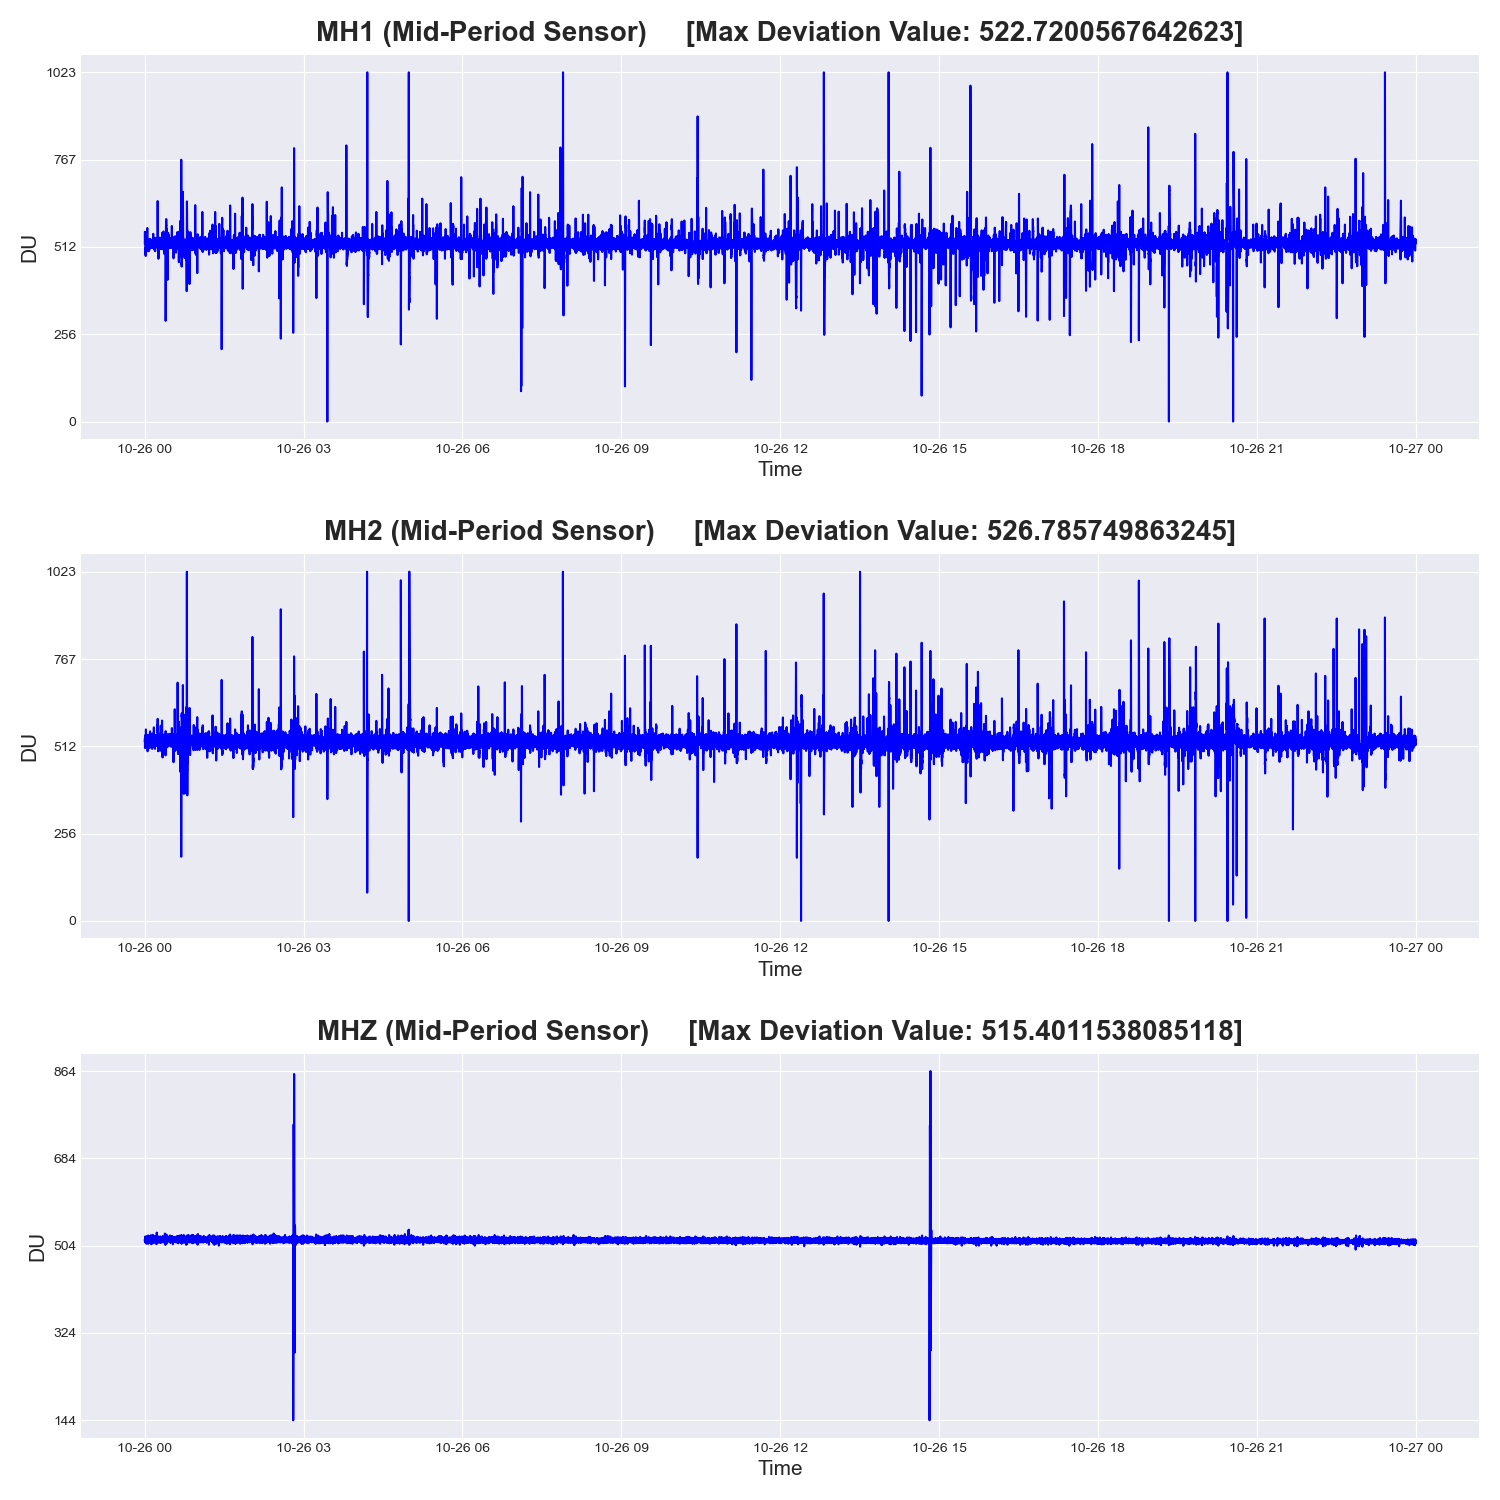 MH1 (Mid-Period Sensor) [Max Deviation Value: 522.7200567642623]
1023
767
512
256
0
DU
10-26 00 10-26 03 10-26 06 10-26 09 10-26 12 10-26 15 10-26 18 10-26 21 10-27 00
Time
MH2 (Mid-Period Sensor) [Max Deviation Value: 526.785749863245]
1023
767
512
256
0
DU
10-26 00 10-26 03 10-26 06 10-26 09 10-26 12 10-26 15 10-26 18 10-26 21 10-27 00
Time
MHZ (Mid-Period Sensor) [Max Deviation Value: 515.4011538085118]
864
684
504
324
144
DU
10-26 00 10-26 03 10-26 06 10-26 09 10-26 12 10-26 15 10-26 18 10-26 21 10-27 00
Time